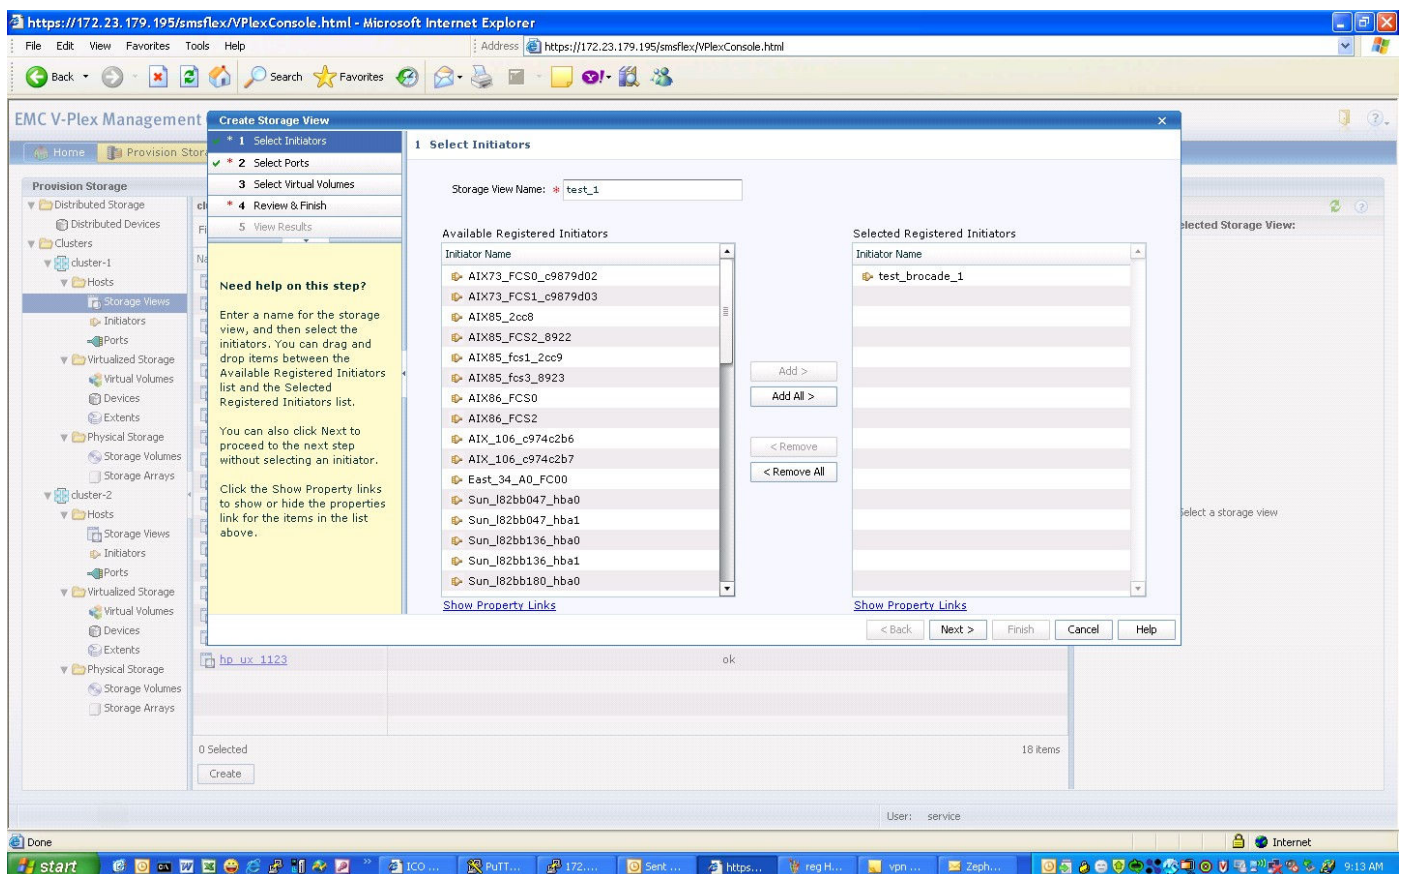 https://172.23.179.195/smsflex/VPlexConsole.html - Microsoft Internet Explorer
File Edit View Favorites Tools Help
Address https://172.23.179.195/smsflex/VPlexConsole.html
Back Search Favorites
EMC V-Plex Management
Home Provision Stor
Create Storage View
* 1 Select Initiators
* 2 Select Ports
3 Select Virtual Volumes
* 4 Review & Finish
5 View Results
Need help on this step?
Enter a name for the storage
view, and then select the
initiators. You can drag and
drop items between the
Available Registered Initiators
list and the Selected
Registered Initiators list.
You can also click Next to
proceed to the next step
without selecting an initiator.
Click the Show Property links
to show or hide the properties
link for the items in the list
above.
1 Select Initiators
Storage View Name: * test_1
Available Registered Initiators
Initiator Name
AIX73_FCS0_c9879d02
AIX73_FCS1_c9879d03
AIX85_2cc8
AIX85_FCS2_8922
AIX85_fcs1_2cc9
AIX85_fcs3_8923
AIX86_FCS0
AIX86_FCS2
AIX_106_c974c2b6
AIX_106_c974c2b7
East_34_A0_FC00
Sun_l82bb047_hba0
Sun_l82bb047_hba1
Sun_l82bb136_hba0
Sun_l82bb136_hba1
Sun_l82bb180_hba0
Show Property Links
Add >
Add All >
< Remove
< Remove All
Selected Registered Initiators
Initiator Name
test_brocade_1
Show Property Links
< Back Next > Finish Cancel Help
Provision Storage
Distributed Storage
Distributed Devices
Clusters
cluster-1
Hosts
Storage Views
Initiators
Ports
Virtualized Storage
Virtual Volumes
Devices
Extents
Physical Storage
Storage Volumes
Storage Arrays
cluster-2
Hosts
Storage Views
Initiators
Ports
Virtualized Storage
Virtual Volumes
Devices
Extents
Physical Storage
Storage Volumes
Storage Arrays
hp_ux_1123 ok
0 Selected 18 items
Create
elected Storage View:
Select a storage view
User: service
Done Internet
start ICO ... PuTT... 172.... Sent ... https... reg H... vpn ... Zeph... 9:13 AM